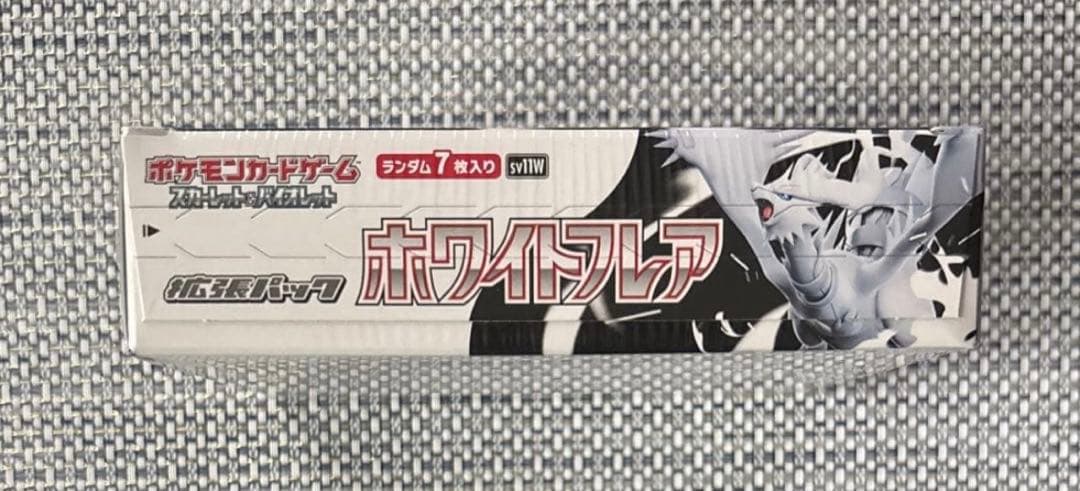 ポケモンカードゲーム
スカーレット&バイオレット
ランダム7枚入り sv11W
拡張パック
ホワイトフレア